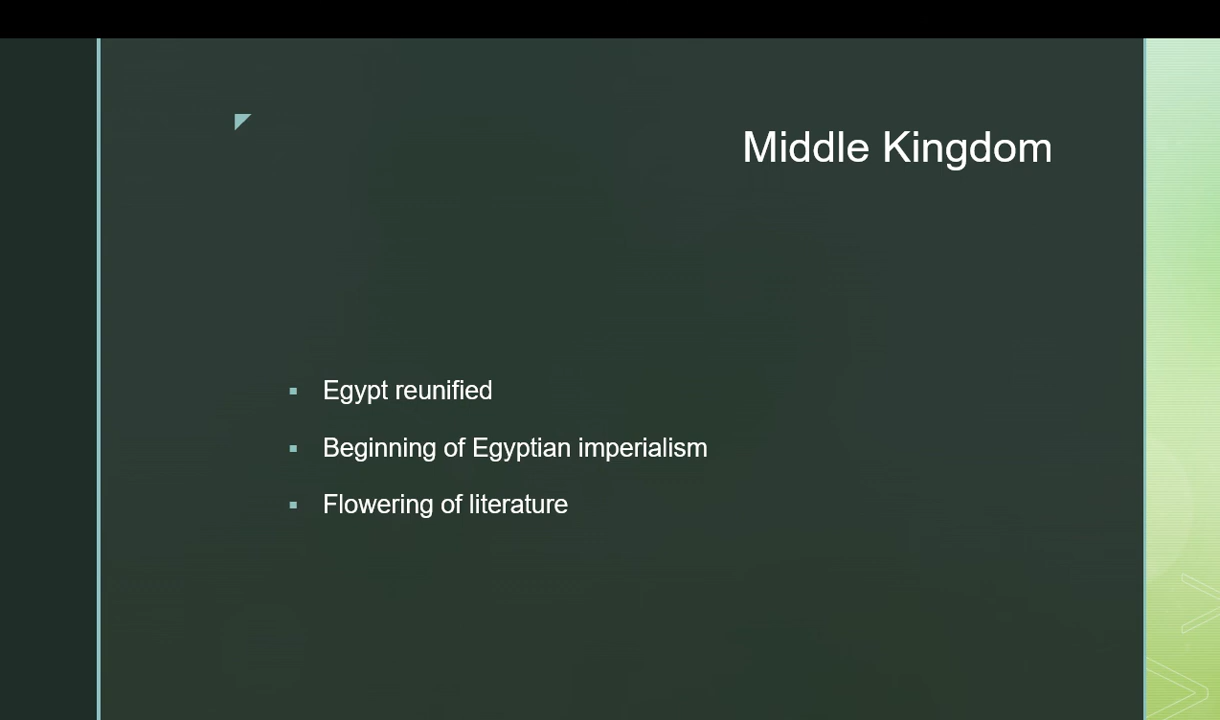 Middle Kingdom
Egypt reunified
Beginning of Egyptian imperialism
Flowering of literature